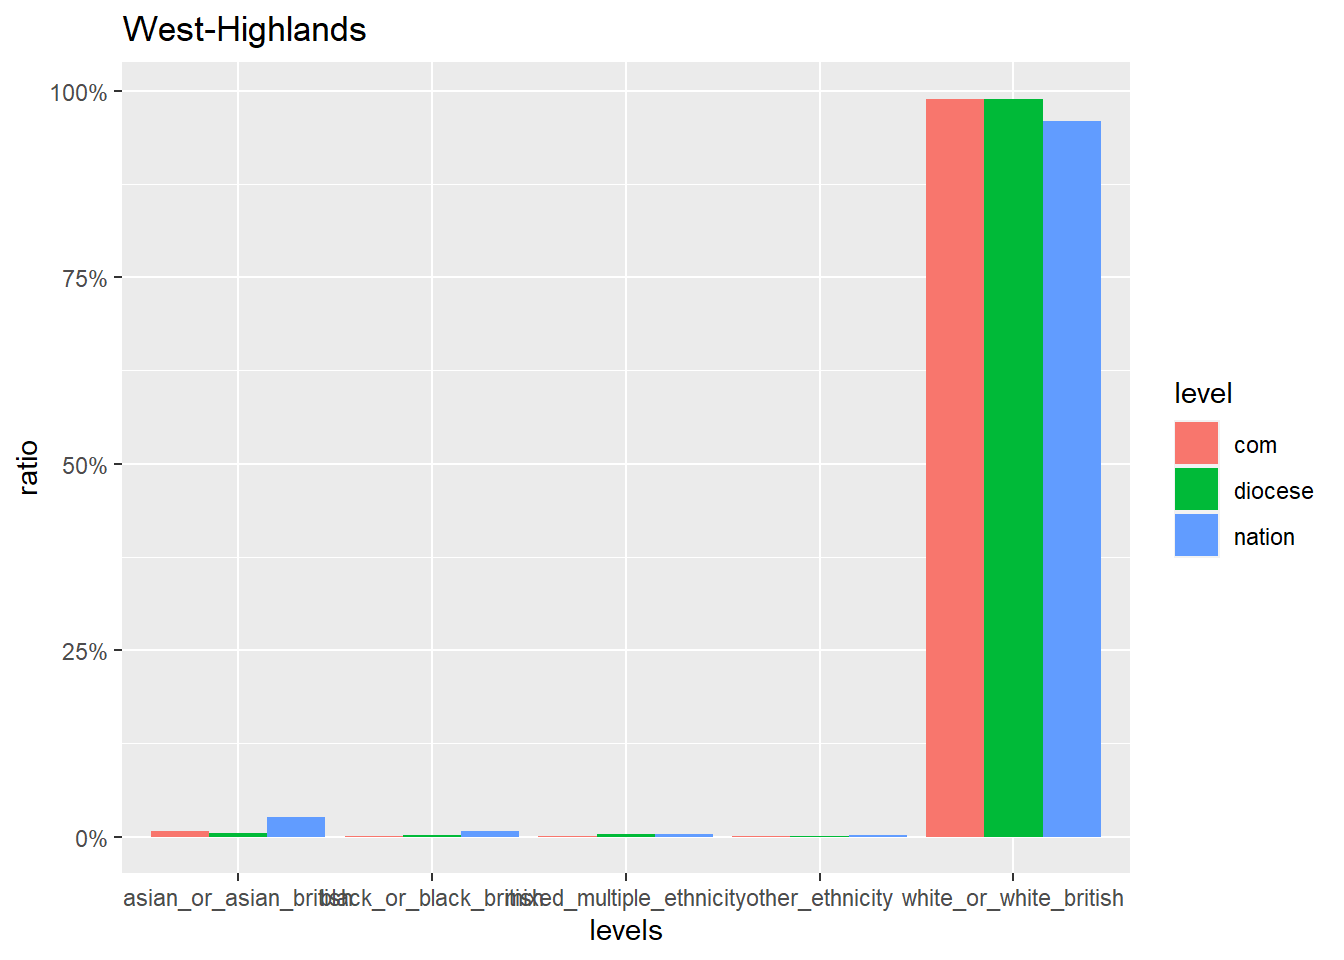 West-Highlands
100%
75%
50%
25%
0%
ratio
asian_or_asian_british black_or_black_british mixed_multiple_ethnicity other_ethnicity white_or_white_british
levels
level
com
diocese
nation